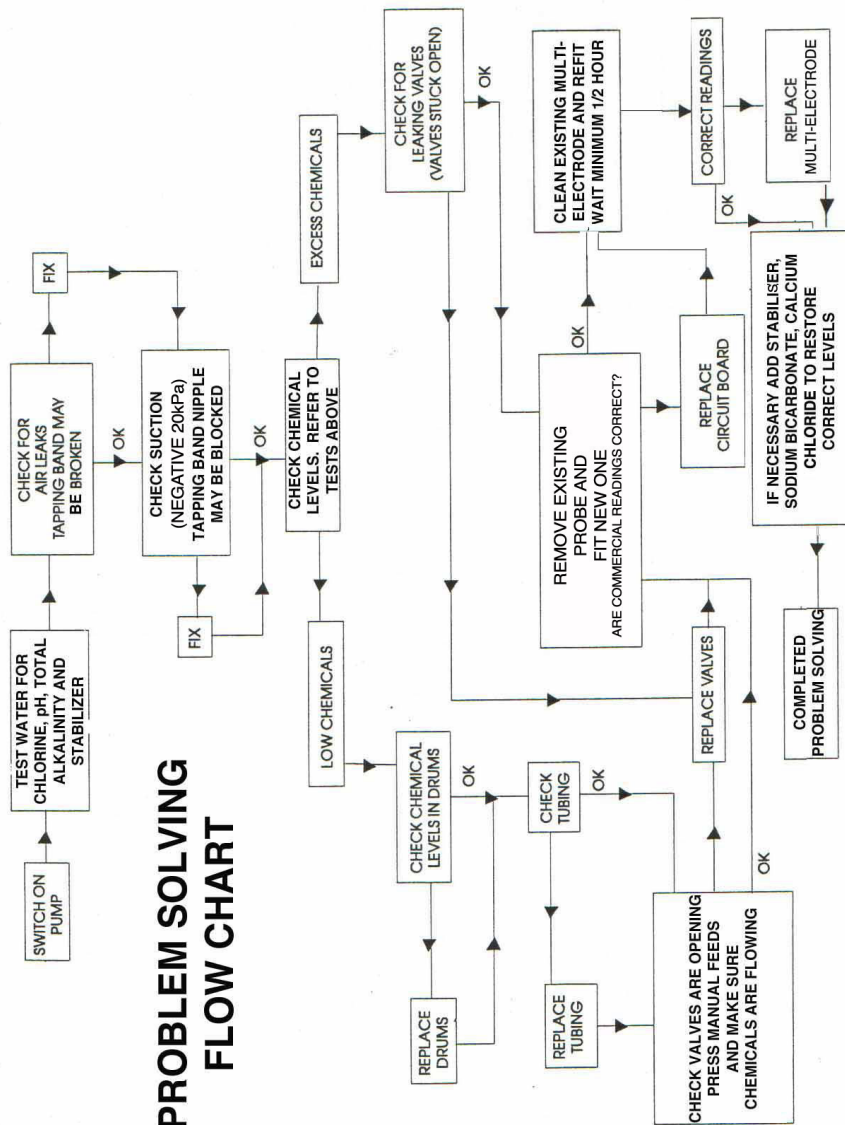 PROBLEM SOLVING
FLOW CHART
SWITCH ON
PUMP
TEST WATER FOR
CHLORINE, pH, TOTAL
ALKALINITY AND
STABILIZER
CHECK FOR
AIR LEAKS
TAPPING BAND MAY
BE BROKEN
FIX
OK
CHECK SUCTION
(NEGATIVE 20kPa)
TAPPING BAND NIPPLE
MAY BE BLOCKED
FIX
OK
CHECK CHEMICAL
LEVELS. REFER TO
TESTS ABOVE
LOW CHEMICALS
EXCESS CHEMICALS
CHECK CHEMICAL
LEVELS IN DRUMS
OK
REPLACE
DRUMS
CHECK
TUBING
OK
REPLACE
TUBING
CHECK VALVES ARE OPENING
PRESS MANUAL FEEDS
AND MAKE SURE
CHEMICALS ARE FLOWING
OK
REPLACE VALVES
CHECK FOR
LEAKING VALVES
(VALVES STUCK OPEN)
OK
REMOVE EXISTING
PROBE AND
FIT NEW ONE
ARE COMMERCIAL READINGS CORRECT?
OK
REPLACE
CIRCUIT BOARD
CLEAN EXISTING MULTI-
ELECTRODE AND REFIT
WAIT MINIMUM 1/2 HOUR
CORRECT READINGS
OK
REPLACE
MULTI-ELECTRODE
IF NECESSARY ADD STABILISER,
SODIUM BICARBONATE, CALCIUM
CHLORIDE TO RESTORE
CORRECT LEVELS
COMPLETED
PROBLEM SOLVING